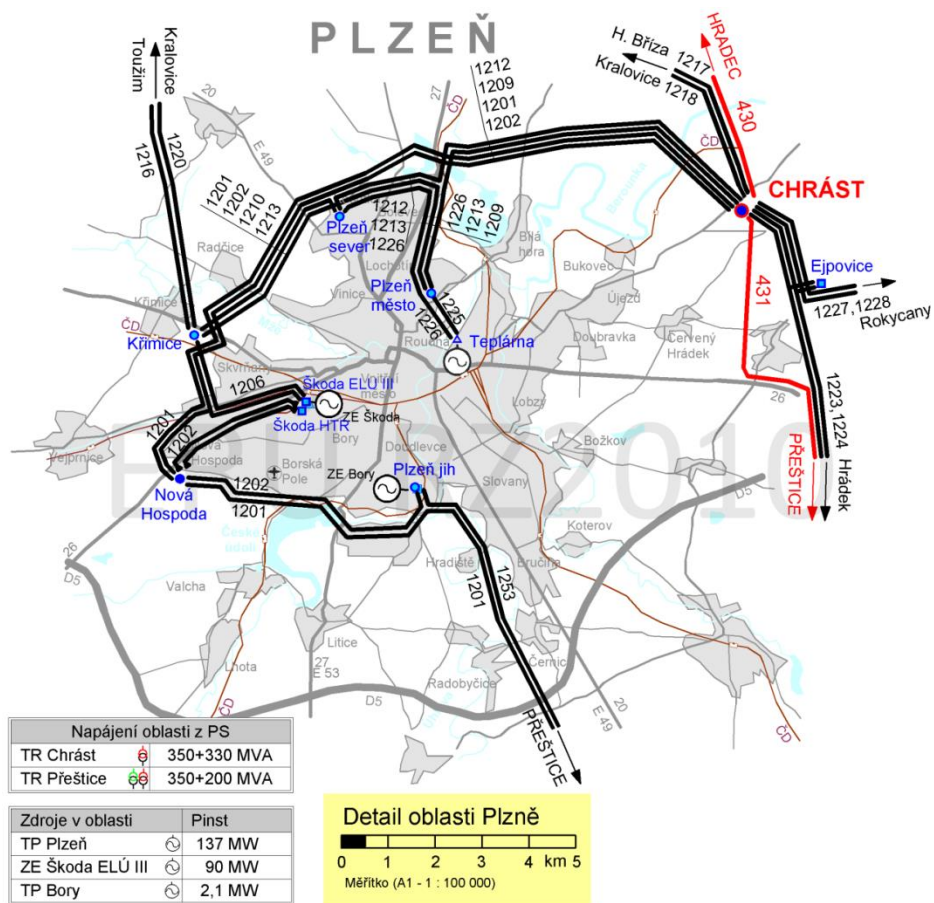 PLZEŇ
Kralovice
Toužim
20
E 49
27
ČD
1212
1209
1201
1202
H. Bříza 1217
Kralovice 1218
HRADEC
430
ČD
CHRÁST
1220
1216
1201
1202
1210
1213
1212
1213
1226
1226
1213
1209
Plzeň
sever
Bílá
hora
Berounka
Radčice
Lochotín
Bukovec
Ejpovice
Vinice
Plzeň
město
Újezd
431
1227,1228
Rokycany
Křimice
1225
1226
ČD
Křimice
Roudná
Teplárna
Doubravka
Červený
Hrádek
Skvrňany
Škoda ELÚ III
1206
město
Lobzy
26
1223,1224 Hrádek
ZE Škoda
Škoda HTR
1201
1202
Bory
Doudlevce
Božkov
Vejprnice
Nová
Hospoda
Borská
Pole
ZE Bory
Plzeň jih
Slovany
PŘEŠTICE
D5
1202
Nová
Hospoda
1201
České
údolí
Koterov
26
D5
Hradiště
Bručina
Valcha
1253
1201
Litice
Lhota
27
E 53
Černice
Radobyčice
D5
ČD
20
E 49
ČD
PŘEŠTICE
Napájení oblasti z PS
TR Chrást 350+330 MVA
TR Přeštice 350+200 MVA
Zdroje v oblasti Pinst
TP Plzeň 137 MW
ZE Škoda ELÚ III 90 MW
TP Bory 2,1 MW
Detail oblasti Plzně
0 1 2 3 4 km 5
Měřítko (A1 - 1 : 100 000)